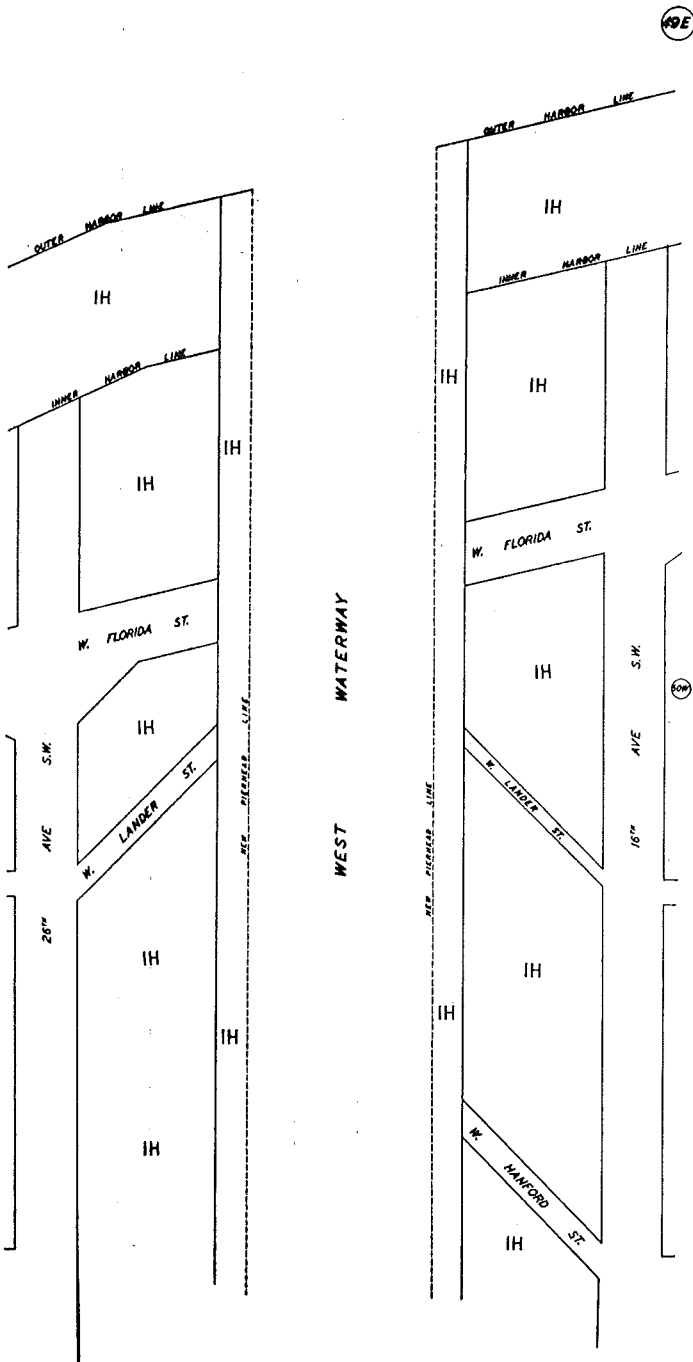 49E
OUTER HARBOR LINE
OUTER HARBOR LINE
IH
IH
INNER HARBOR LINE
INNER HARBOR LINE
IH
IH
IH
IH
IH
W. FLORIDA ST.
W. FLORIDA ST.
WEST WATERWAY
NEW PIERHEAD LINE
NEW PIERHEAD LINE
IH
IH
26TH AVE S.W.
16TH AVE S.W.
50W
W. LANDER ST.
W. LANDER ST.
IH
IH
IH
IH
IH
W. HANFORD ST.
IH